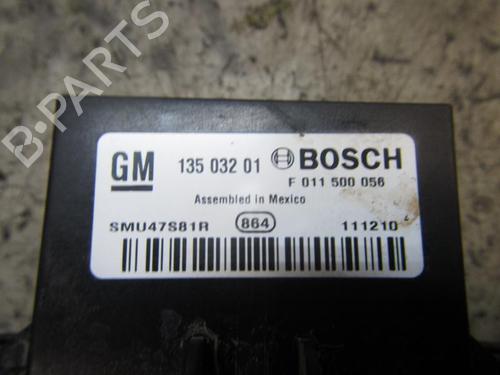 B-PARTS
GM 135 032 01 BOSCH
F 011 500 056
Assembled in Mexico
SMU47S81R 864 111210